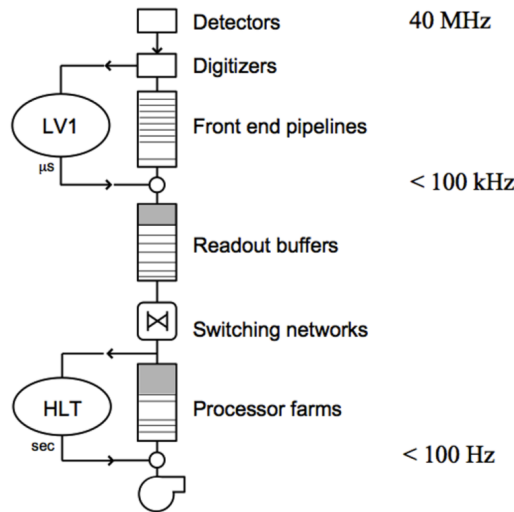 Detectors 40 MHz
Digitizers
LV1 Front end pipelines
μs
< 100 kHz
Readout buffers
Switching networks
HLT Processor farms
sec
< 100 Hz